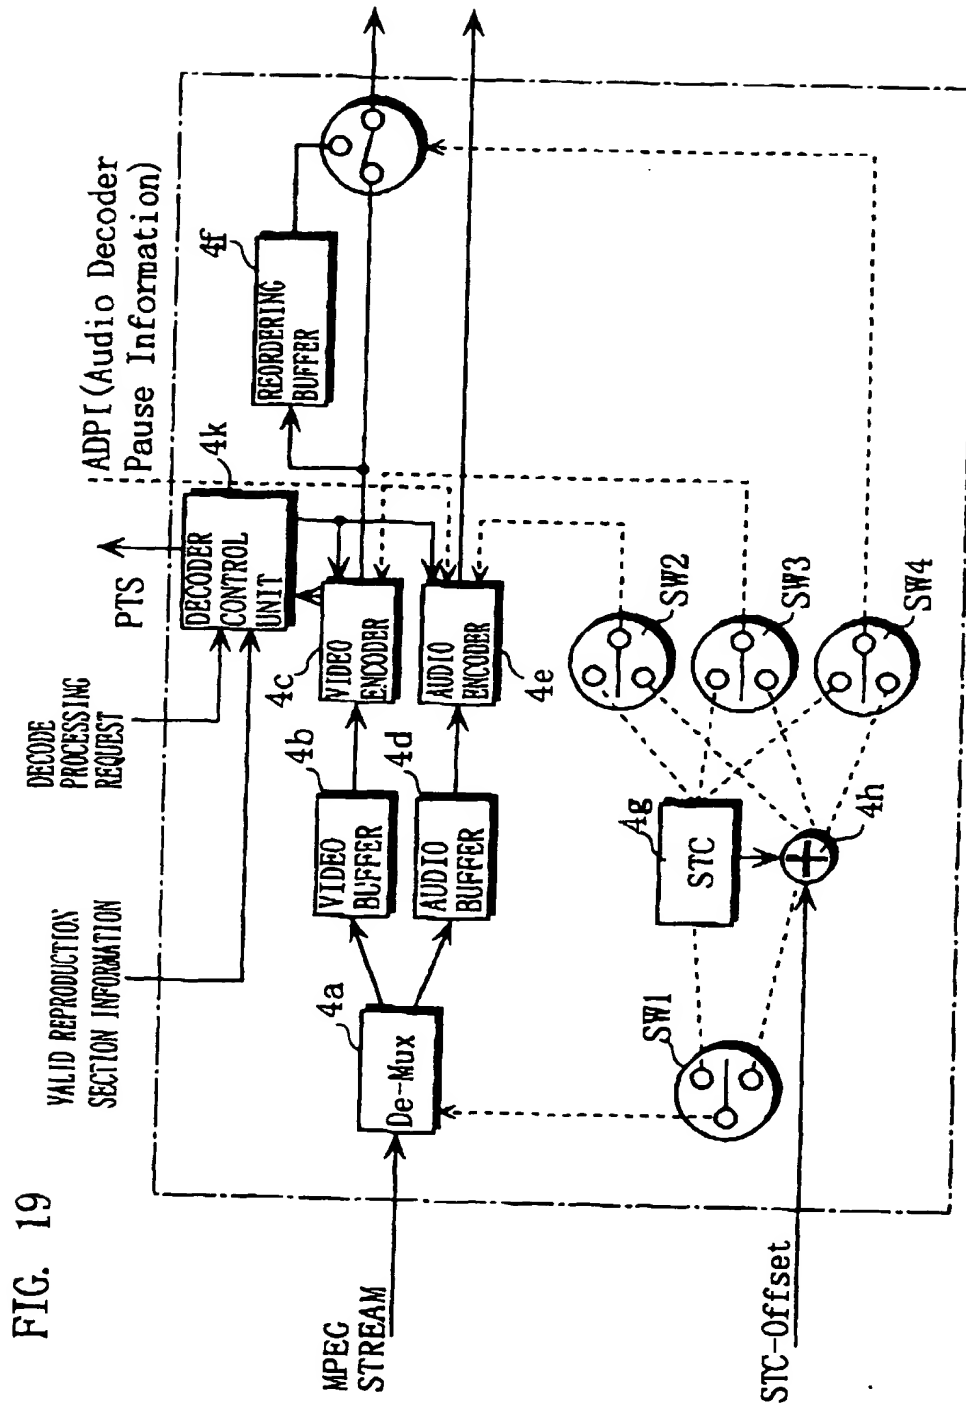 FIG. 19
VALID REPRODUCTION
SECTION INFORMATION
DECODE
PROCESSING
REQUEST
PTS
ADPI(Audio Decoder
Pause Information)
DECODER
CONTROL
UNIT
4k
REORDERING
BUFFER
4f
MPEG
STREAM
De-Mux
4a
VIDEO
BUFFER
4b
VIDEO
ENCODER
4c
AUDIO
BUFFER
4d
AUDIO
ENCODER
4e
STC-Offset
SW1
STC
4g
4h
SW2
SW3
SW4